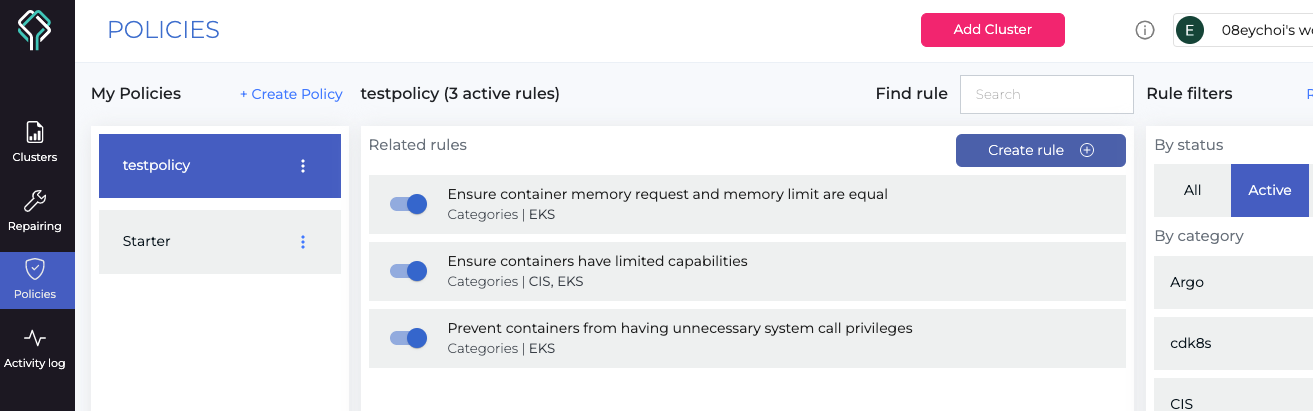 POLICIES
Add Cluster
E
08eychoi's we
My Policies
+ Create Policy
testpolicy (3 active rules)
Find rule
Search
Rule filters
Clusters
Repairing
Policies
Activity log
testpolicy
Starter
Related rules
Create rule
Ensure container memory request and memory limit are equal
Categories | EKS
Ensure containers have limited capabilities
Categories | CIS, EKS
Prevent containers from having unnecessary system call privileges
Categories | EKS
By status
All
Active
By category
Argo
cdk8s
CIS